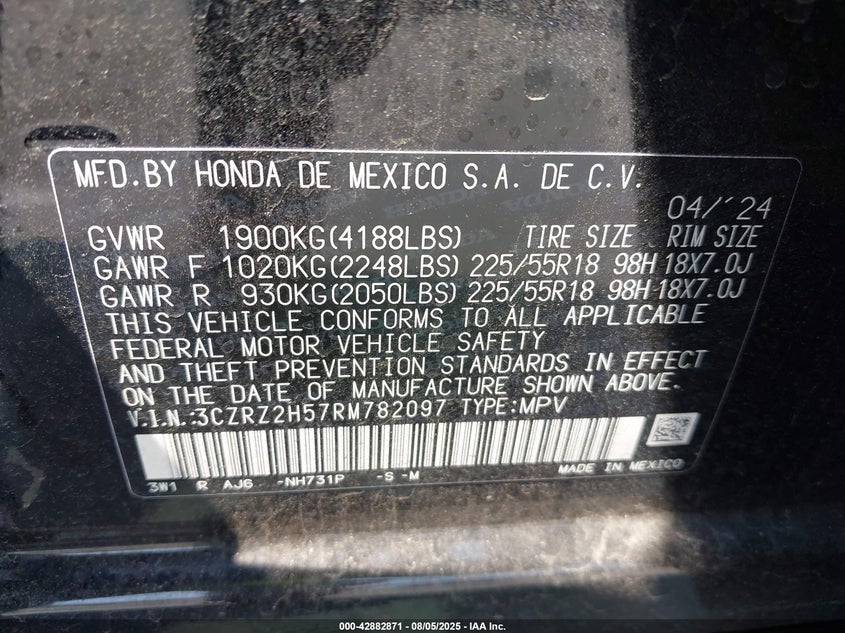 MFD.BY HONDA DE MEXICO S.A. DE C.V.
04/'24
GVWR 1900KG(4188LBS) TIRE SIZE RIM SIZE
GAWR F 1020KG(2248LBS) 225/55R18 98H 18X7.0J
GAWR R 930KG(2050LBS) 225/55R18 98H 18X7.0J
THIS VEHICLE CONFORMS TO ALL APPLICABLE
FEDERAL MOTOR VEHICLE SAFETY
AND THEFT PREVENTION STANDARDS IN EFFECT
ON THE DATE OF MANUFACTURE SHOWN ABOVE.
V.I.N.:3CZRZ2H57RM782097 TYPE:MPV
MADE IN MEXICO
3W1 R AJ6 -NH731P -S -M
000-42882871 - 08/05/2025 - IAA Inc.